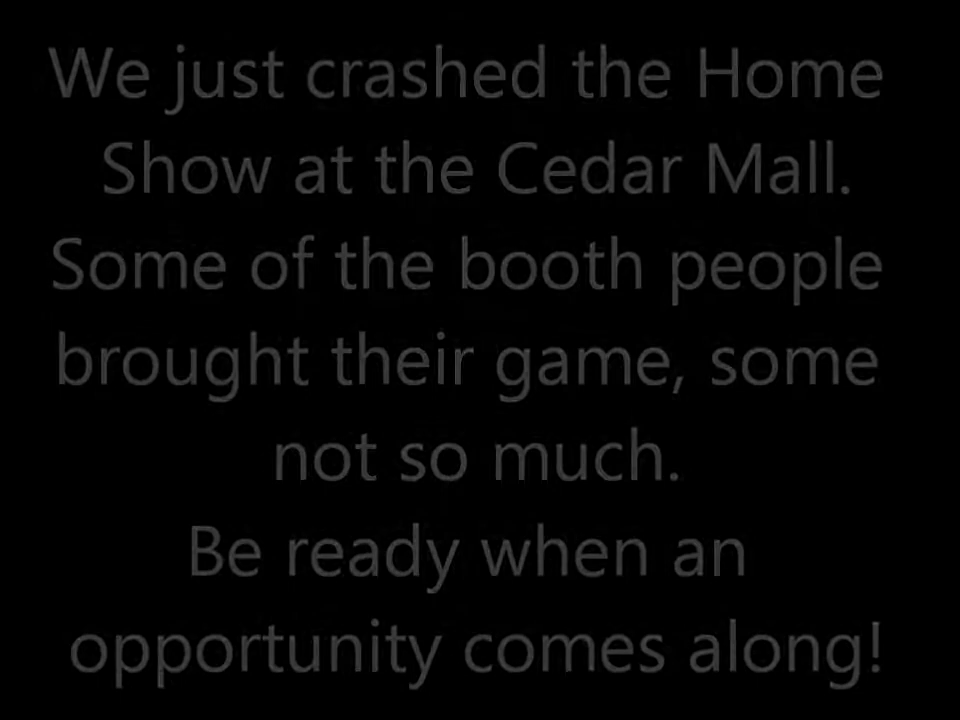 We just crashed the Home
Show at the Cedar Mall.
Some of the booth people
brought their game, some
not so much.
Be ready when an
opportunity comes along!